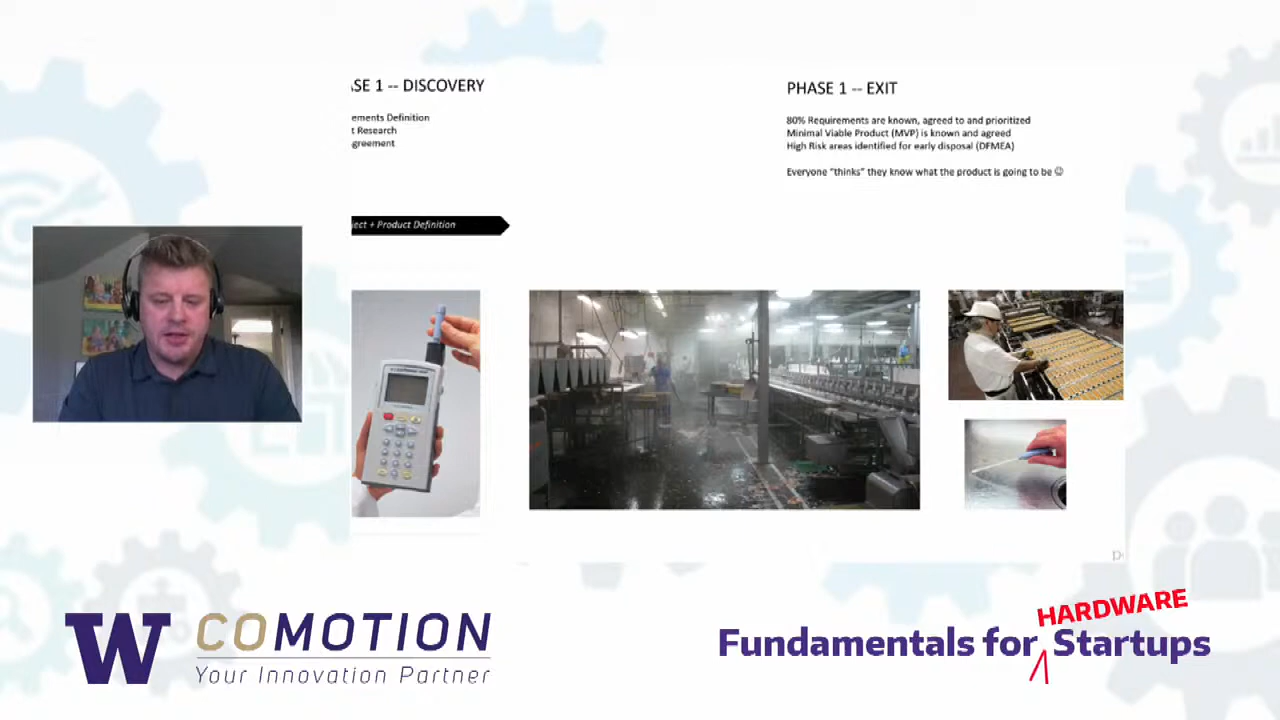 ASE 1 -- DISCOVERY
ements Definition
t Research
greement
ject + Product Definition
PHASE 1 -- EXIT
80% Requirements are known, agreed to and prioritized
Minimal Viable Product (MVP) is known and agreed
High Risk areas identified for early disposal (DFMEA)
Everyone “thinks” they know what the product is going to be ☺
D
W COMOTION
Your Innovation Partner
HARDWARE
Fundamentals for Startups